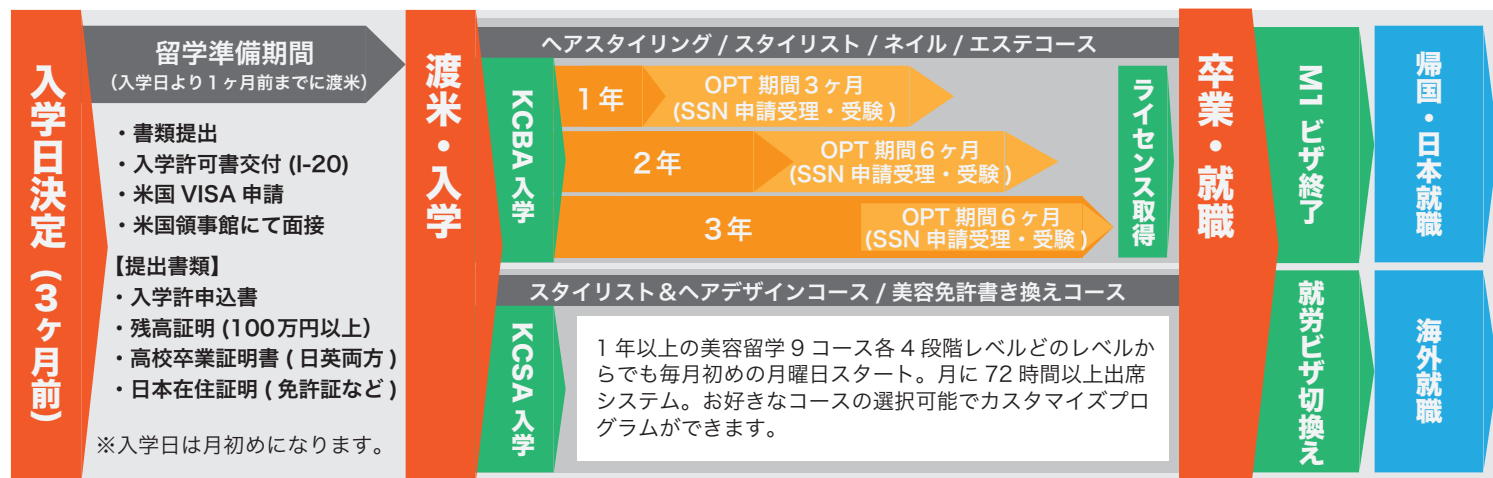 入学日決定（3ヶ月前）
留学準備期間
（入学日より1ヶ月前までに渡米）
・書類提出
・入学許可書交付 (I-20)
・米国 VISA 申請
・米国領事館にて面接
【提出書類】
・入学許申込書
・残高証明 (100万円以上）
・高校卒業証明書 ( 日英両方 )
・日本在住証明 ( 免許証など )
※入学日は月初めになります。
渡米・入学
ヘアスタイリング / スタイリスト / ネイル / エステコース
KCBA 入学
1 年
OPT 期間 3 ヶ月
(SSN 申請受理・受験 )
2 年
OPT 期間 6 ヶ月
(SSN 申請受理・受験 )
3 年
OPT 期間 6 ヶ月
(SSN 申請受理・受験 )
ライセンス取得
スタイリスト＆ヘアデザインコース / 美容免許書き換えコース
KCSA 入学
1 年以上の美容留学 9 コース各 4 段階レベルどのレベルか
らでも毎月初めの月曜日スタート。月に 72 時間以上出席
システム。お好きなコースの選択可能でカスタマイズプロ
グラムができます。
卒業・就職
M1 ビザ終了
帰国・日本就職
就労ビザ切換え
海外就職